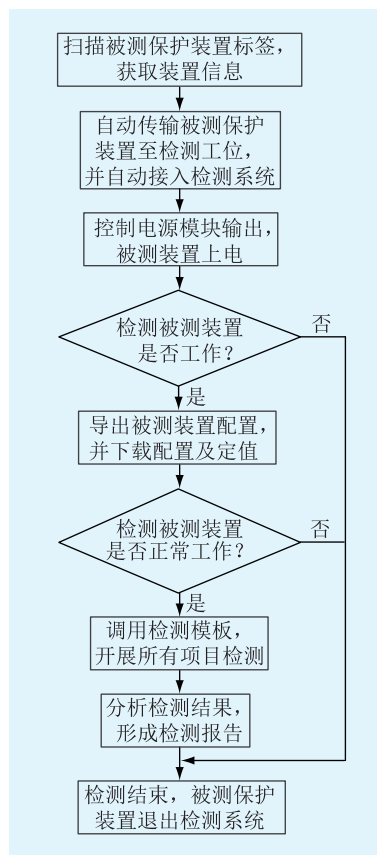 扫描被测保护装置标签，
获取装置信息
自动传输被测保护
装置至检测工位，
并自动接入检测系统
控制电源模块输出，
被测装置上电
检测被测装置
是否工作？
否
是
导出被测装置配置，
并下载配置及定值
检测被测装置
是否正常工作？
否
是
调用检测模板，
开展所有项目检测
分析检测结果，
形成检测报告
检测结束，被测保护
装置退出检测系统